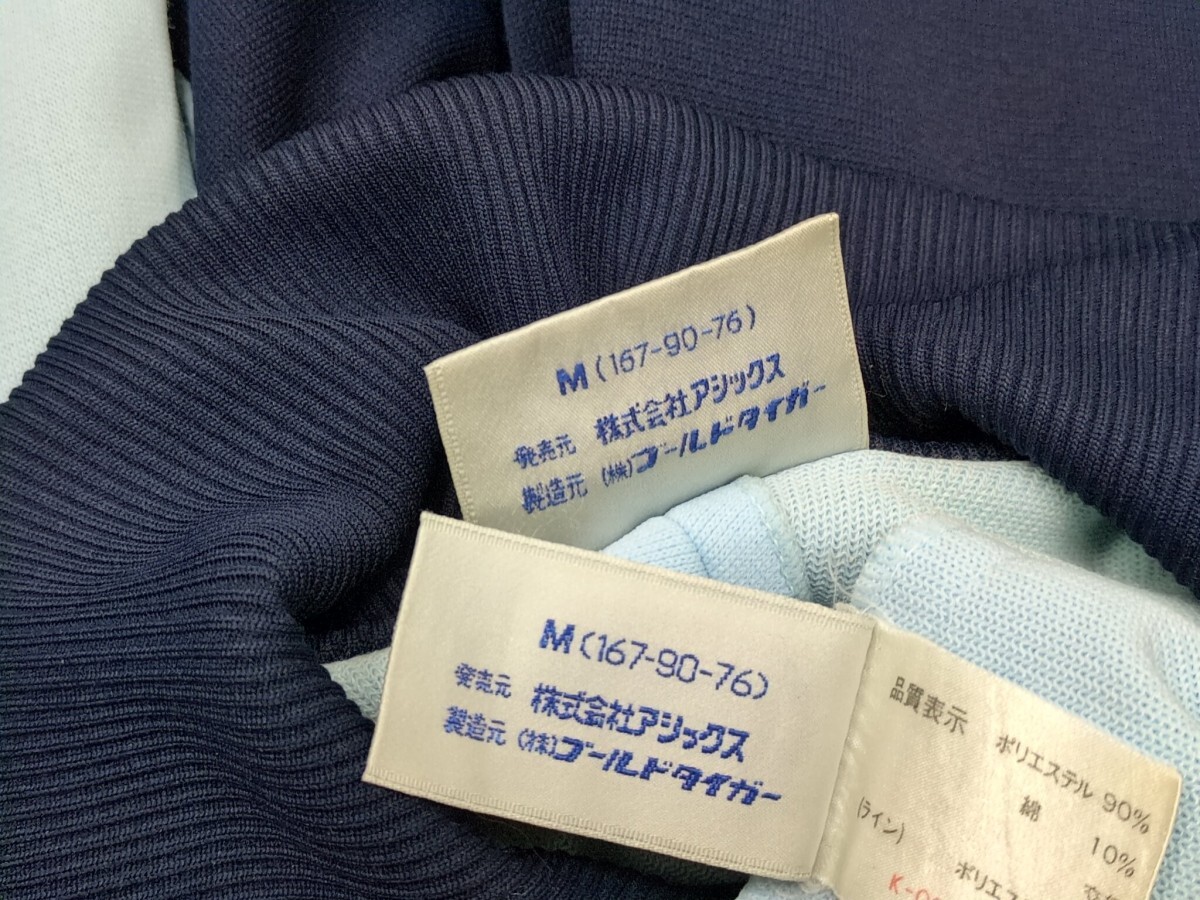 M (167-90-76)
発売元 株式会社アシックス
製造元 (株)ゴールドタイガー
M (167-90-76)
発売元 株式会社アシックス
製造元 (株)ゴールドタイガー
品質表示
ポリエステル 90%
綿 10%
(ライン)